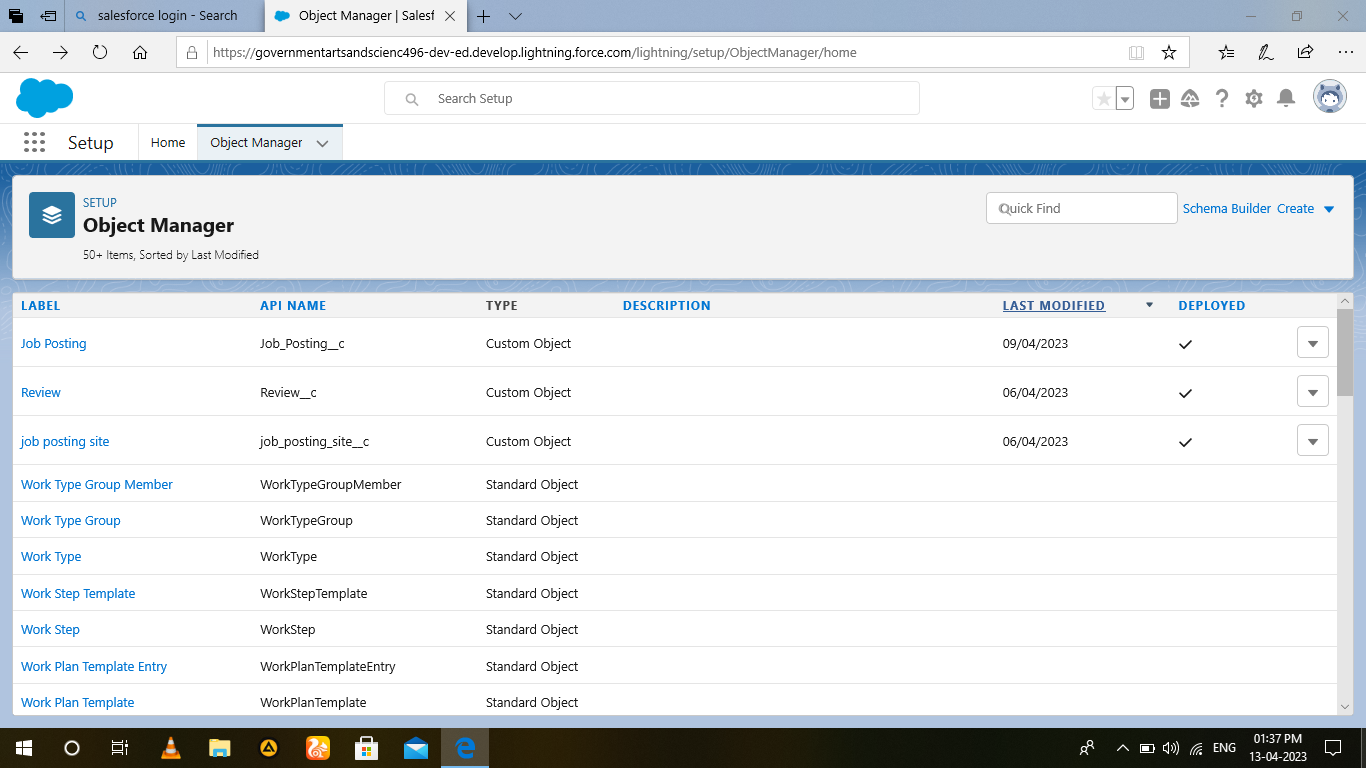 salesforce login - Search
Object Manager | Salesf
https://governmentartsandscienc496-dev-ed.develop.lightning.force.com/lightning/setup/ObjectManager/home
Search Setup
Setup
Home
Object Manager
SETUP
Object Manager
50+ Items, Sorted by Last Modified
Quick Find
Schema Builder
Create
LABEL API NAME TYPE DESCRIPTION LAST MODIFIED DEPLOYED
Job Posting Job_Posting__c Custom Object 09/04/2023
Review Review__c Custom Object 06/04/2023
job posting site job_posting_site__c Custom Object 06/04/2023
Work Type Group Member WorkTypeGroupMember Standard Object
Work Type Group WorkTypeGroup Standard Object
Work Type WorkType Standard Object
Work Step Template WorkStepTemplate Standard Object
Work Step WorkStep Standard Object
Work Plan Template Entry WorkPlanTemplateEntry Standard Object
Work Plan Template WorkPlanTemplate Standard Object
ENG
01:37 PM
13-04-2023